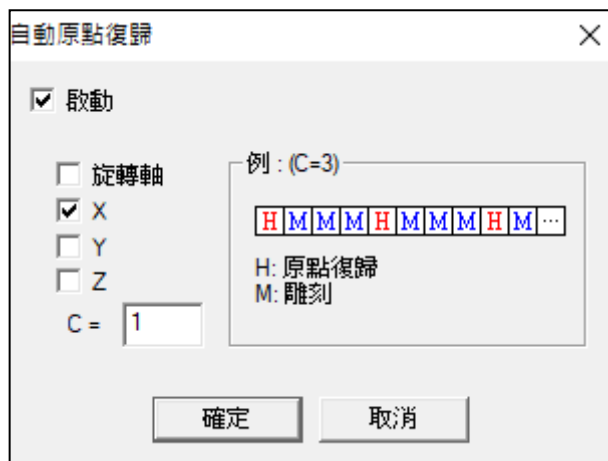 自動原點復歸
啟動
旋轉軸
X
Y
Z
C = 1
例 : (C=3)
H M M M H M M M H M ...
H: 原點復歸
M: 雕刻
確定
取消